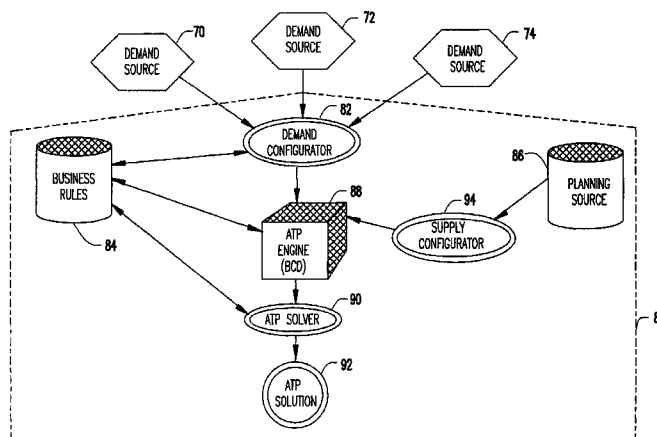 70
DEMAND
SOURCE
72
DEMAND
SOURCE
74
DEMAND
SOURCE
82
DEMAND
CONFIGURATOR
BUSINESS
RULES
84
88
ATP
ENGINE
(BCD)
94
SUPPLY
CONFIGURATOR
86
PLANNING
SOURCE
90
ATP SOLVER
92
ATP
SOLUTION
8